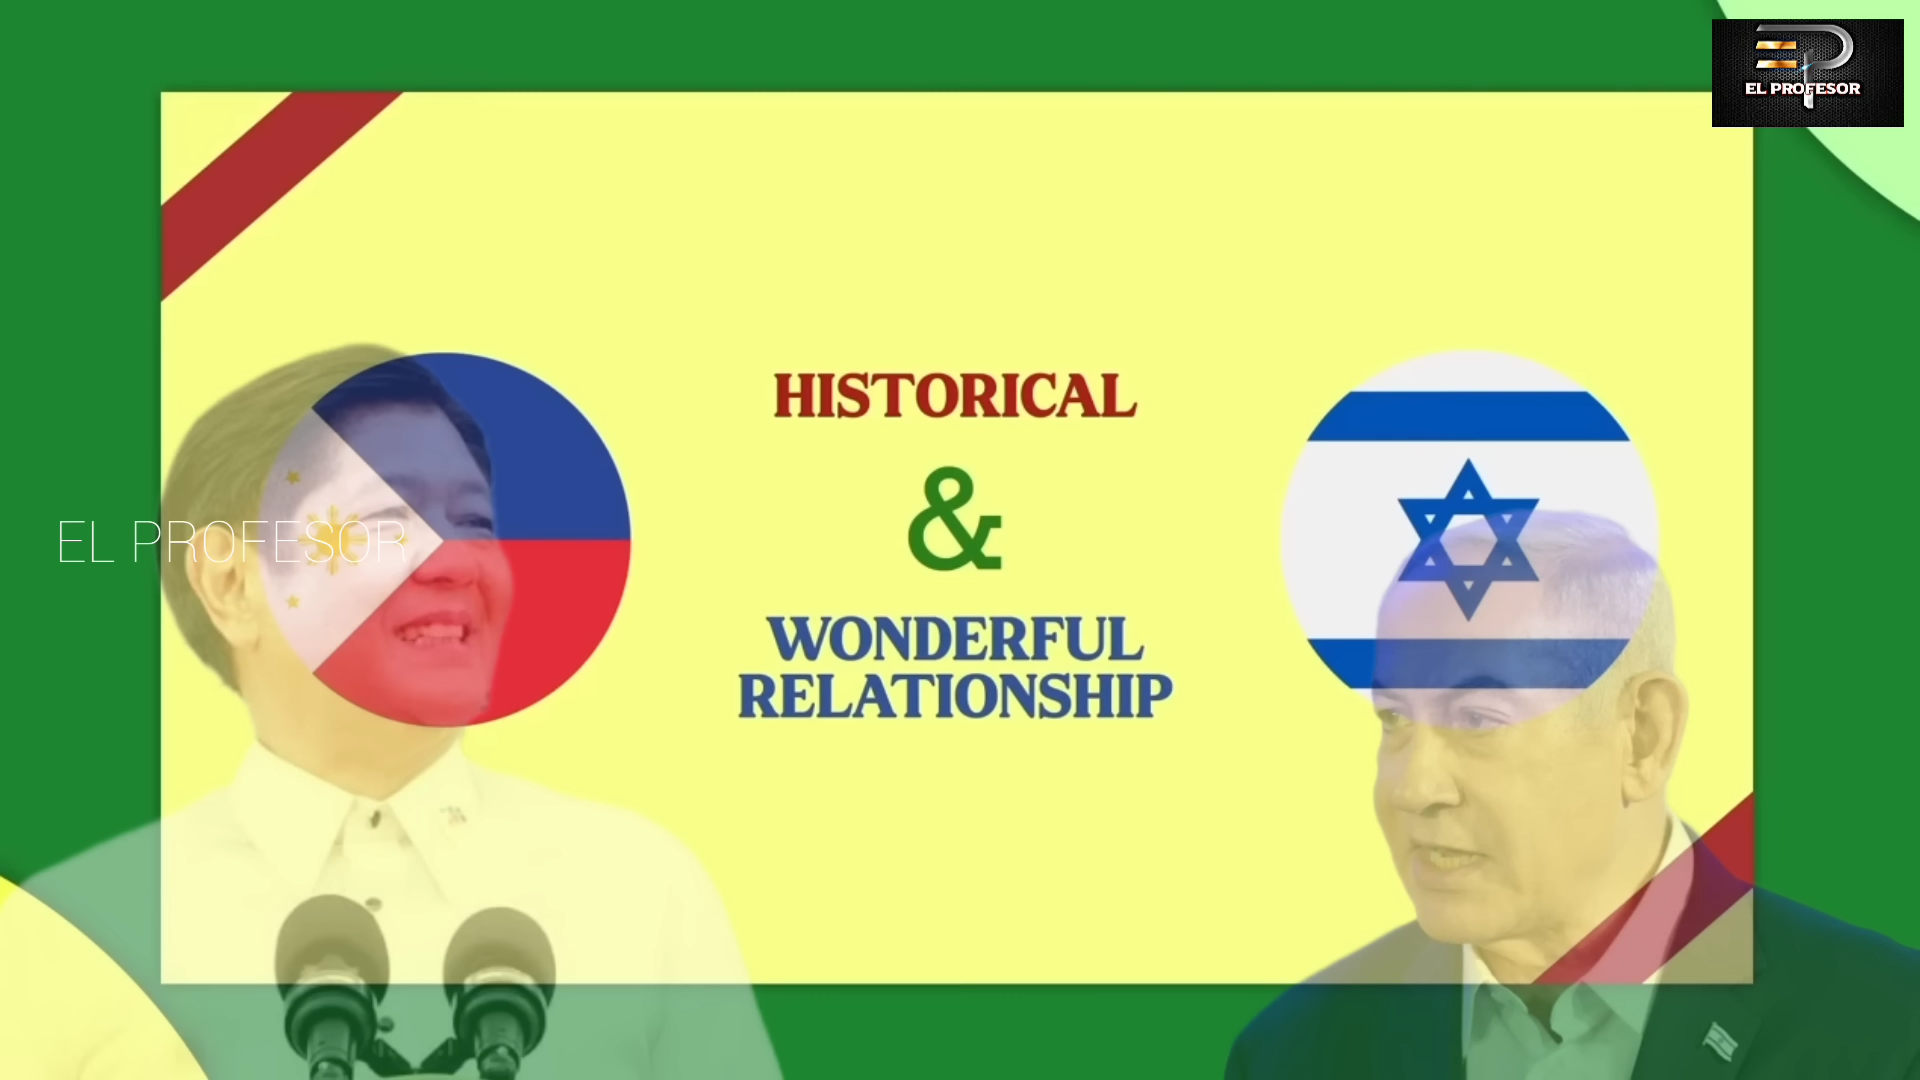 EL PROFESOR
HISTORICAL
&
EL PROFESOR
WONDERFUL
RELATIONSHIP